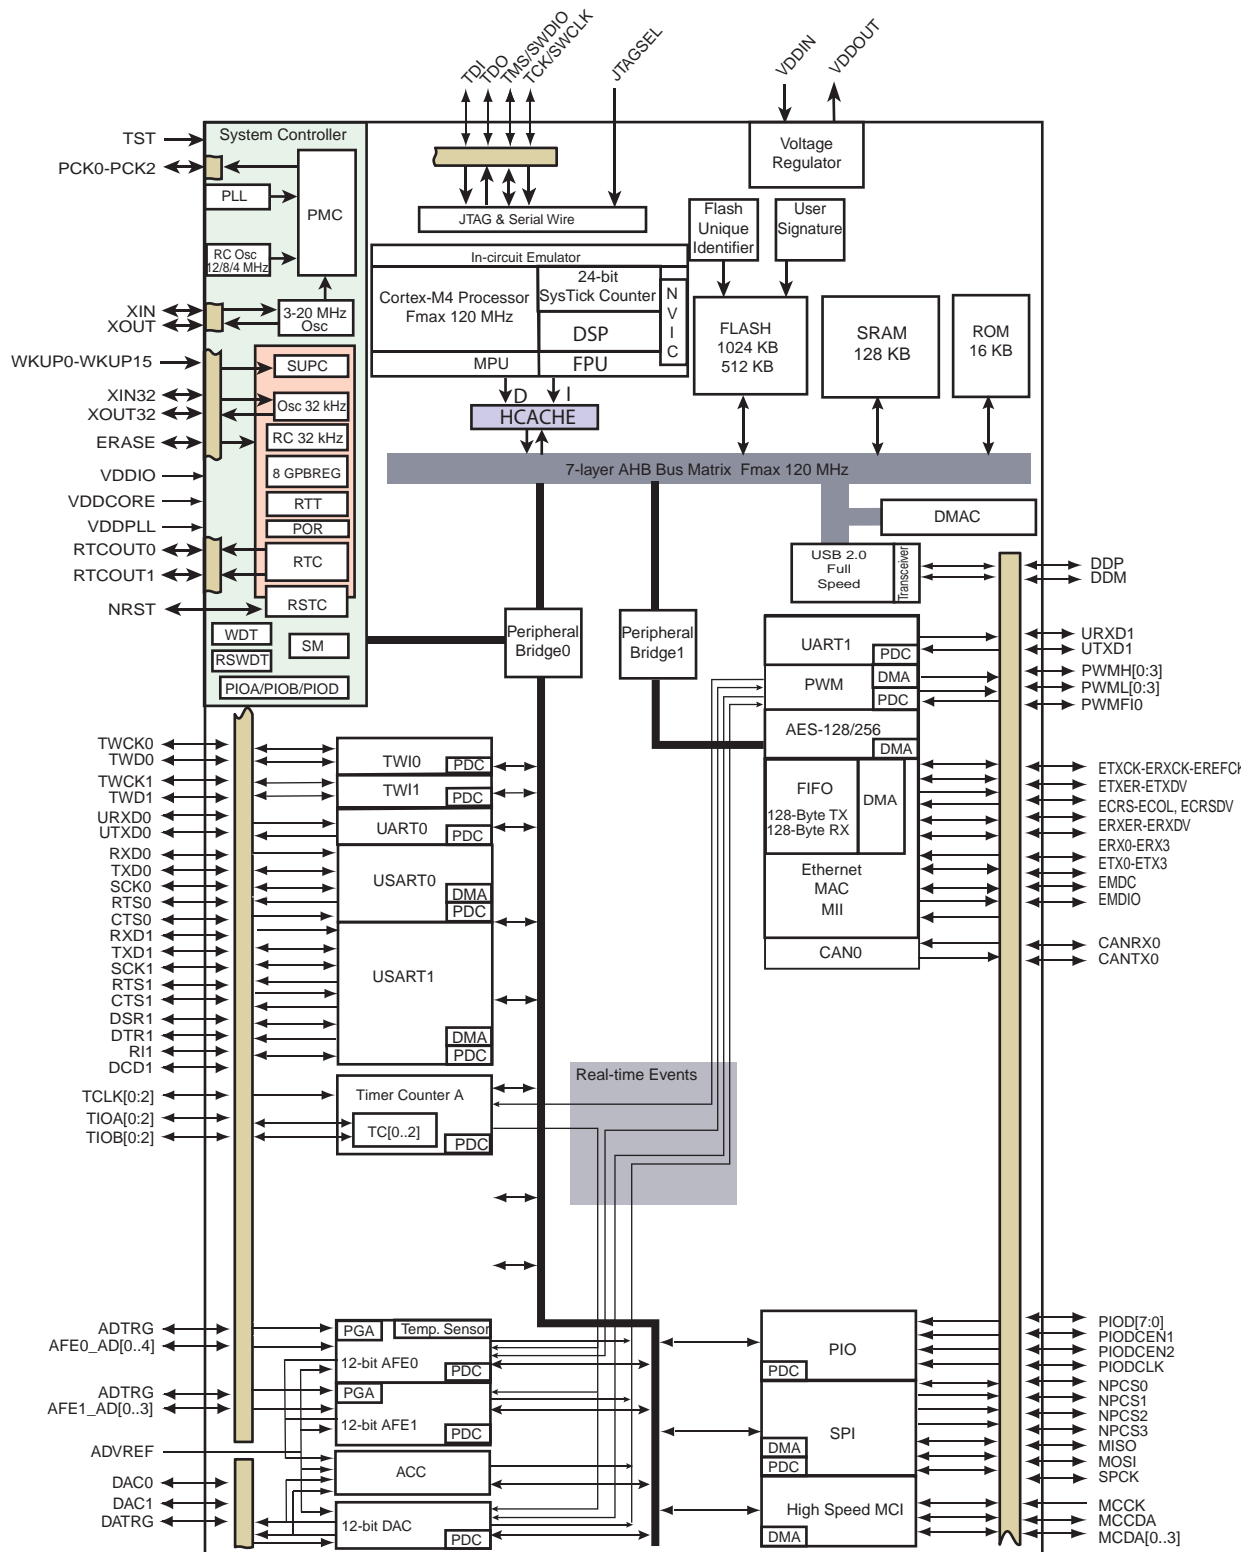 TDI
TDO
TMS/SWDIO
TCK/SWCLK
JTAGSEL
VDDIN
VDDOUT
System Controller
TST
PCK0-PCK2
PLL
PMC
RC Osc
12/8/4 MHz
XIN
XOUT
3-20 MHz
Osc
WKUP0-WKUP15
SUPC
XIN32
XOUT32
Osc 32 kHz
ERASE
RC 32 kHz
VDDIO
8 GPBREG
VDDCORE
RTT
VDDPLL
POR
RTCOUT0
RTCOUT1
RTC
NRST
RSTC
WDT
SM
RSWDT
PIOA/PIOB/PIOD
JTAG & Serial Wire
Voltage
Regulator
Flash
Unique
Identifier
User
Signature
In-circuit Emulator
Cortex-M4 Processor
Fmax 120 MHz
24-bit
SysTick Counter
DSP
N
V
I
C
MPU
FPU
D
I
HCACHE
FLASH
1024 KB
512 KB
SRAM
128 KB
ROM
16 KB
7-layer AHB Bus Matrix Fmax 120 MHz
DMAC
USB 2.0
Full
Speed
Transceiver
DDP
DDM
Peripheral
Bridge0
Peripheral
Bridge1
UART1
PDC
URXD1
UTXD1
PWM
DMA
PDC
PWMH[0:3]
PWML[0:3]
PWMFI0
AES-128/256
DMA
FIFO
128-Byte TX
128-Byte RX
DMA
Ethernet
MAC
MII
ETXCK-ERXCK-EREFCK
ETXER-ETXDV
ECRS-ECOL, ECRSDV
ERXER-ERXDV
ERX0-ERX3
ETX0-ETX3
EMDC
EMDIO
CAN0
CANRX0
CANTX0
TWCK0
TWD0
TWI0
PDC
TWCK1
TWD1
TWI1
PDC
URXD0
UTXD0
UART0
PDC
RXD0
TXD0
SCK0
RTS0
CTS0
USART0
DMA
PDC
RXD1
TXD1
SCK1
RTS1
CTS1
DSR1
DTR1
RI1
DCD1
USART1
DMA
PDC
TCLK[0:2]
TIOA[0:2]
TIOB[0:2]
Timer Counter A
TC[0..2]
PDC
Real-time Events
ADTRG
AFE0_AD[0..4]
PGA
Temp. Sensor
12-bit AFE0
PDC
ADTRG
AFE1_AD[0..3]
PGA
12-bit AFE1
PDC
ADVREF
ACC
DAC0
DAC1
DATRG
12-bit DAC
PDC
PIO
PDC
PIOD[7:0]
PIODCEN1
PIODCEN2
PIODCLK
SPI
DMA
PDC
NPCS0
NPCS1
NPCS2
NPCS3
MISO
MOSI
SPCK
High Speed MCI
DMA
MCCK
MCCDA
MCDA[0..3]